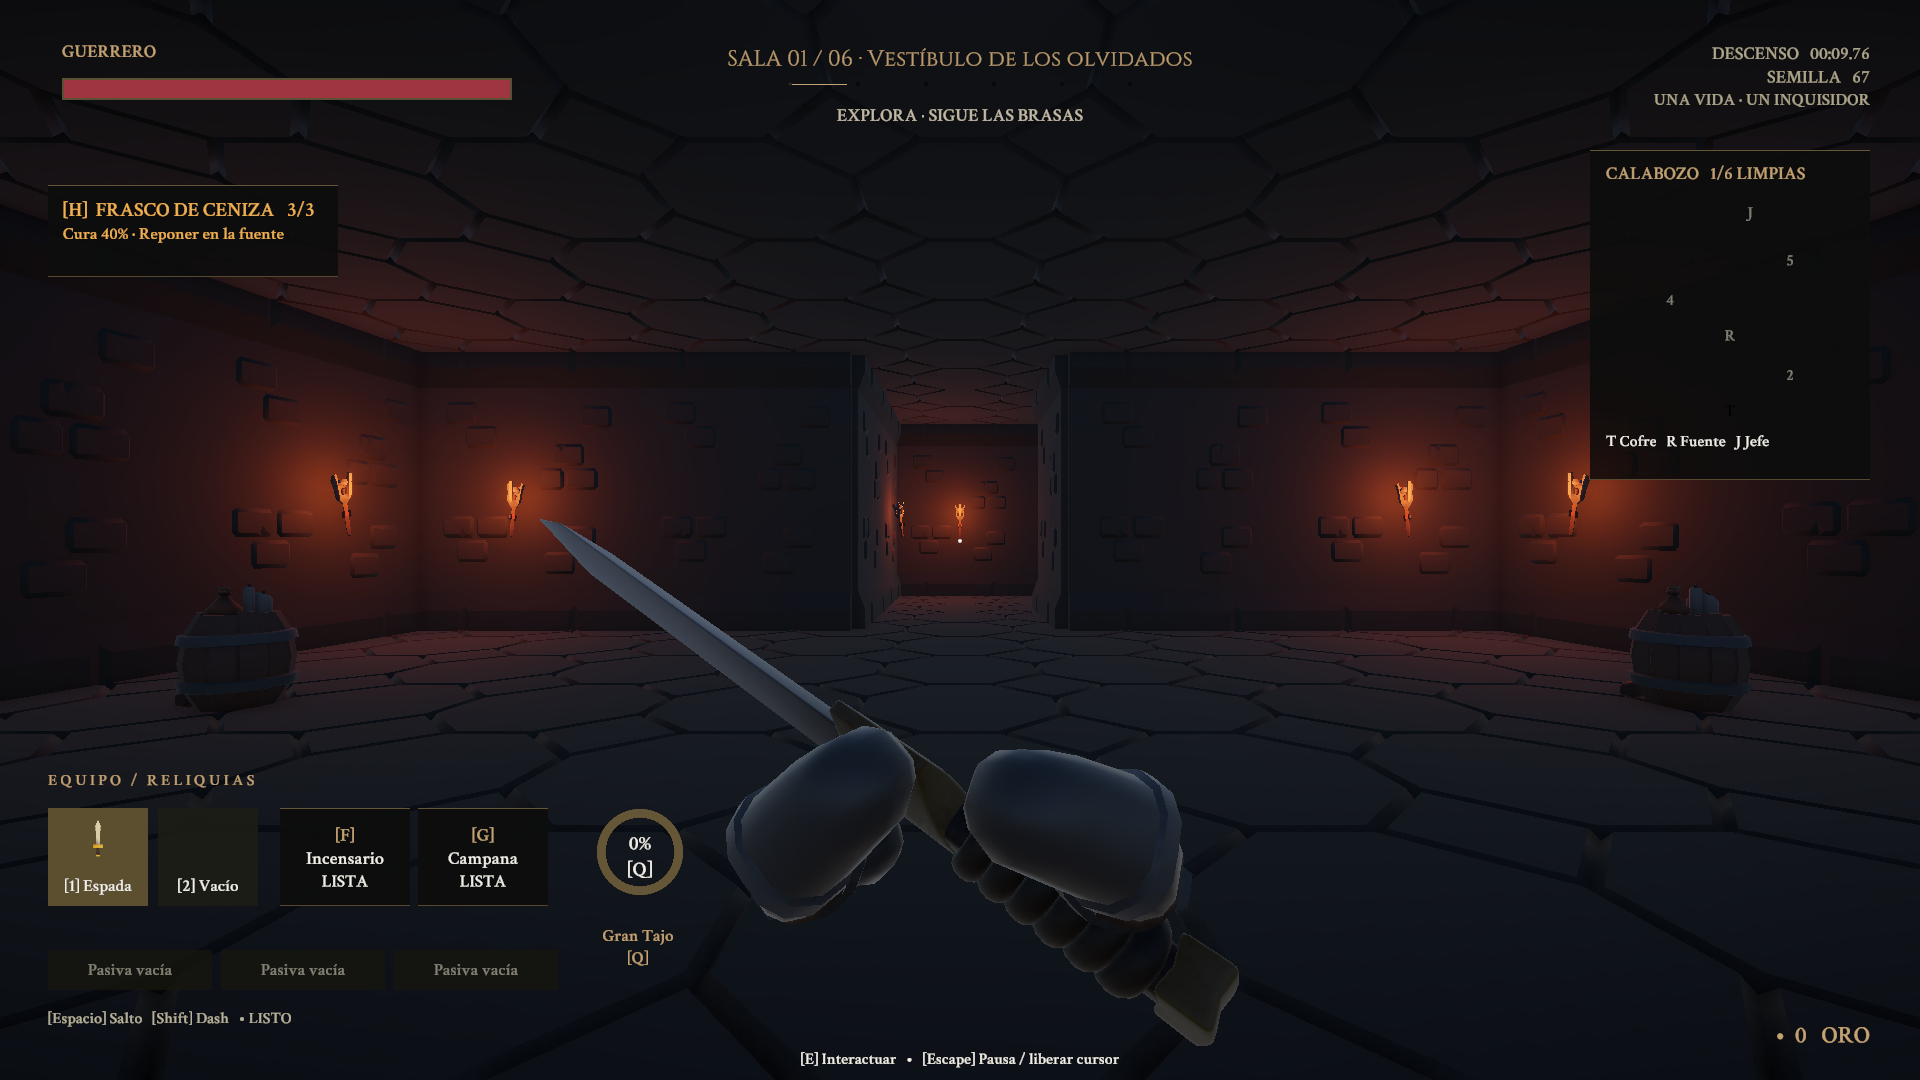 GUERRERO
SALA 01 / 06 · VESTÍBULO DE LOS OLVIDADOS
EXPLORA · SIGUE LAS BRASAS
DESCENSO 00:09.76
SEMILLA 67
UNA VIDA · UN INQUISIDOR
[H] FRASCO DE CENIZA 3/3
Cura 40% · Reponer en la fuente
CALABOZO 1/6 LIMPIAS
J
5
4
R
2
T
T Cofre R Fuente J Jefe
EQUIPO / RELIQUIAS
[1] Espada
[2] Vacío
[F]
Incensario
LISTA
[G]
Campana
LISTA
0%
[Q]
Gran Tajo
[Q]
Pasiva vacía
Pasiva vacía
Pasiva vacía
[Espacio] Salto [Shift] Dash • LISTO
[E] Interactuar • [Escape] Pausa / liberar cursor
• 0 ORO